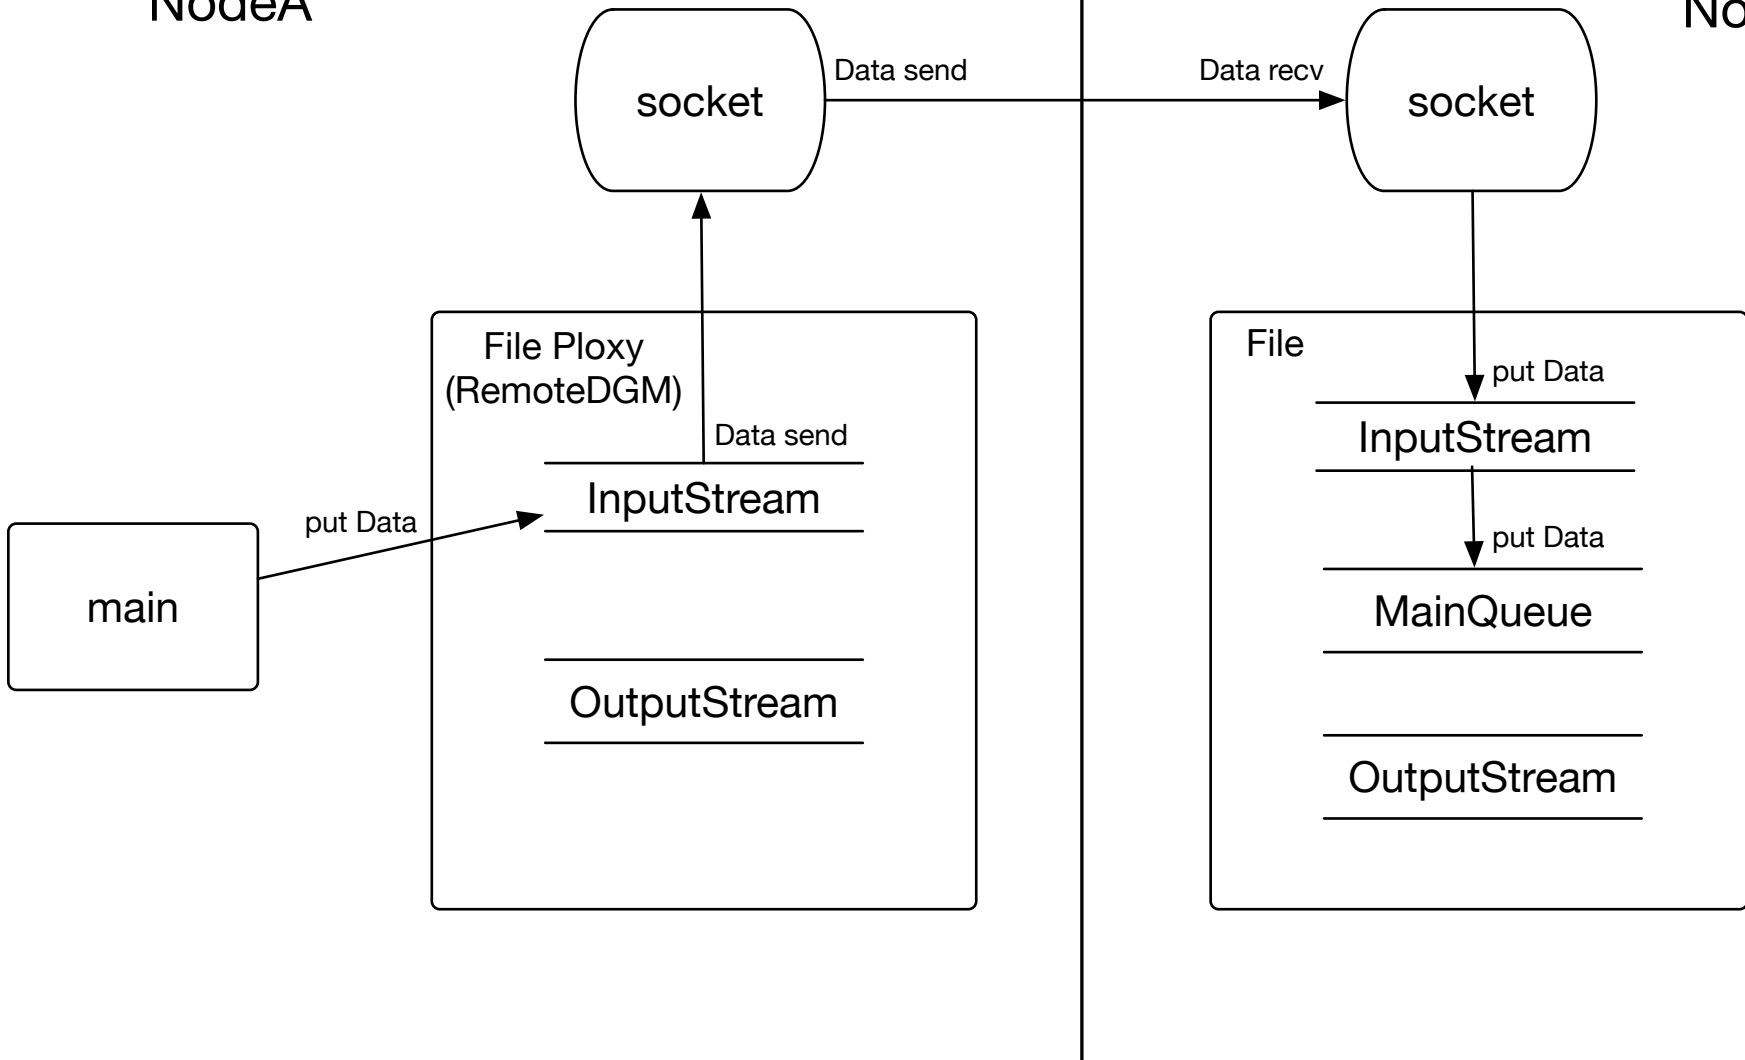 NodeA
No
Data send
Data recv
socket
socket
File Ploxy
(RemoteDGM)
File
put Data
Data send
InputStream
InputStream
put Data
put Data
main
MainQueue
OutputStream
OutputStream